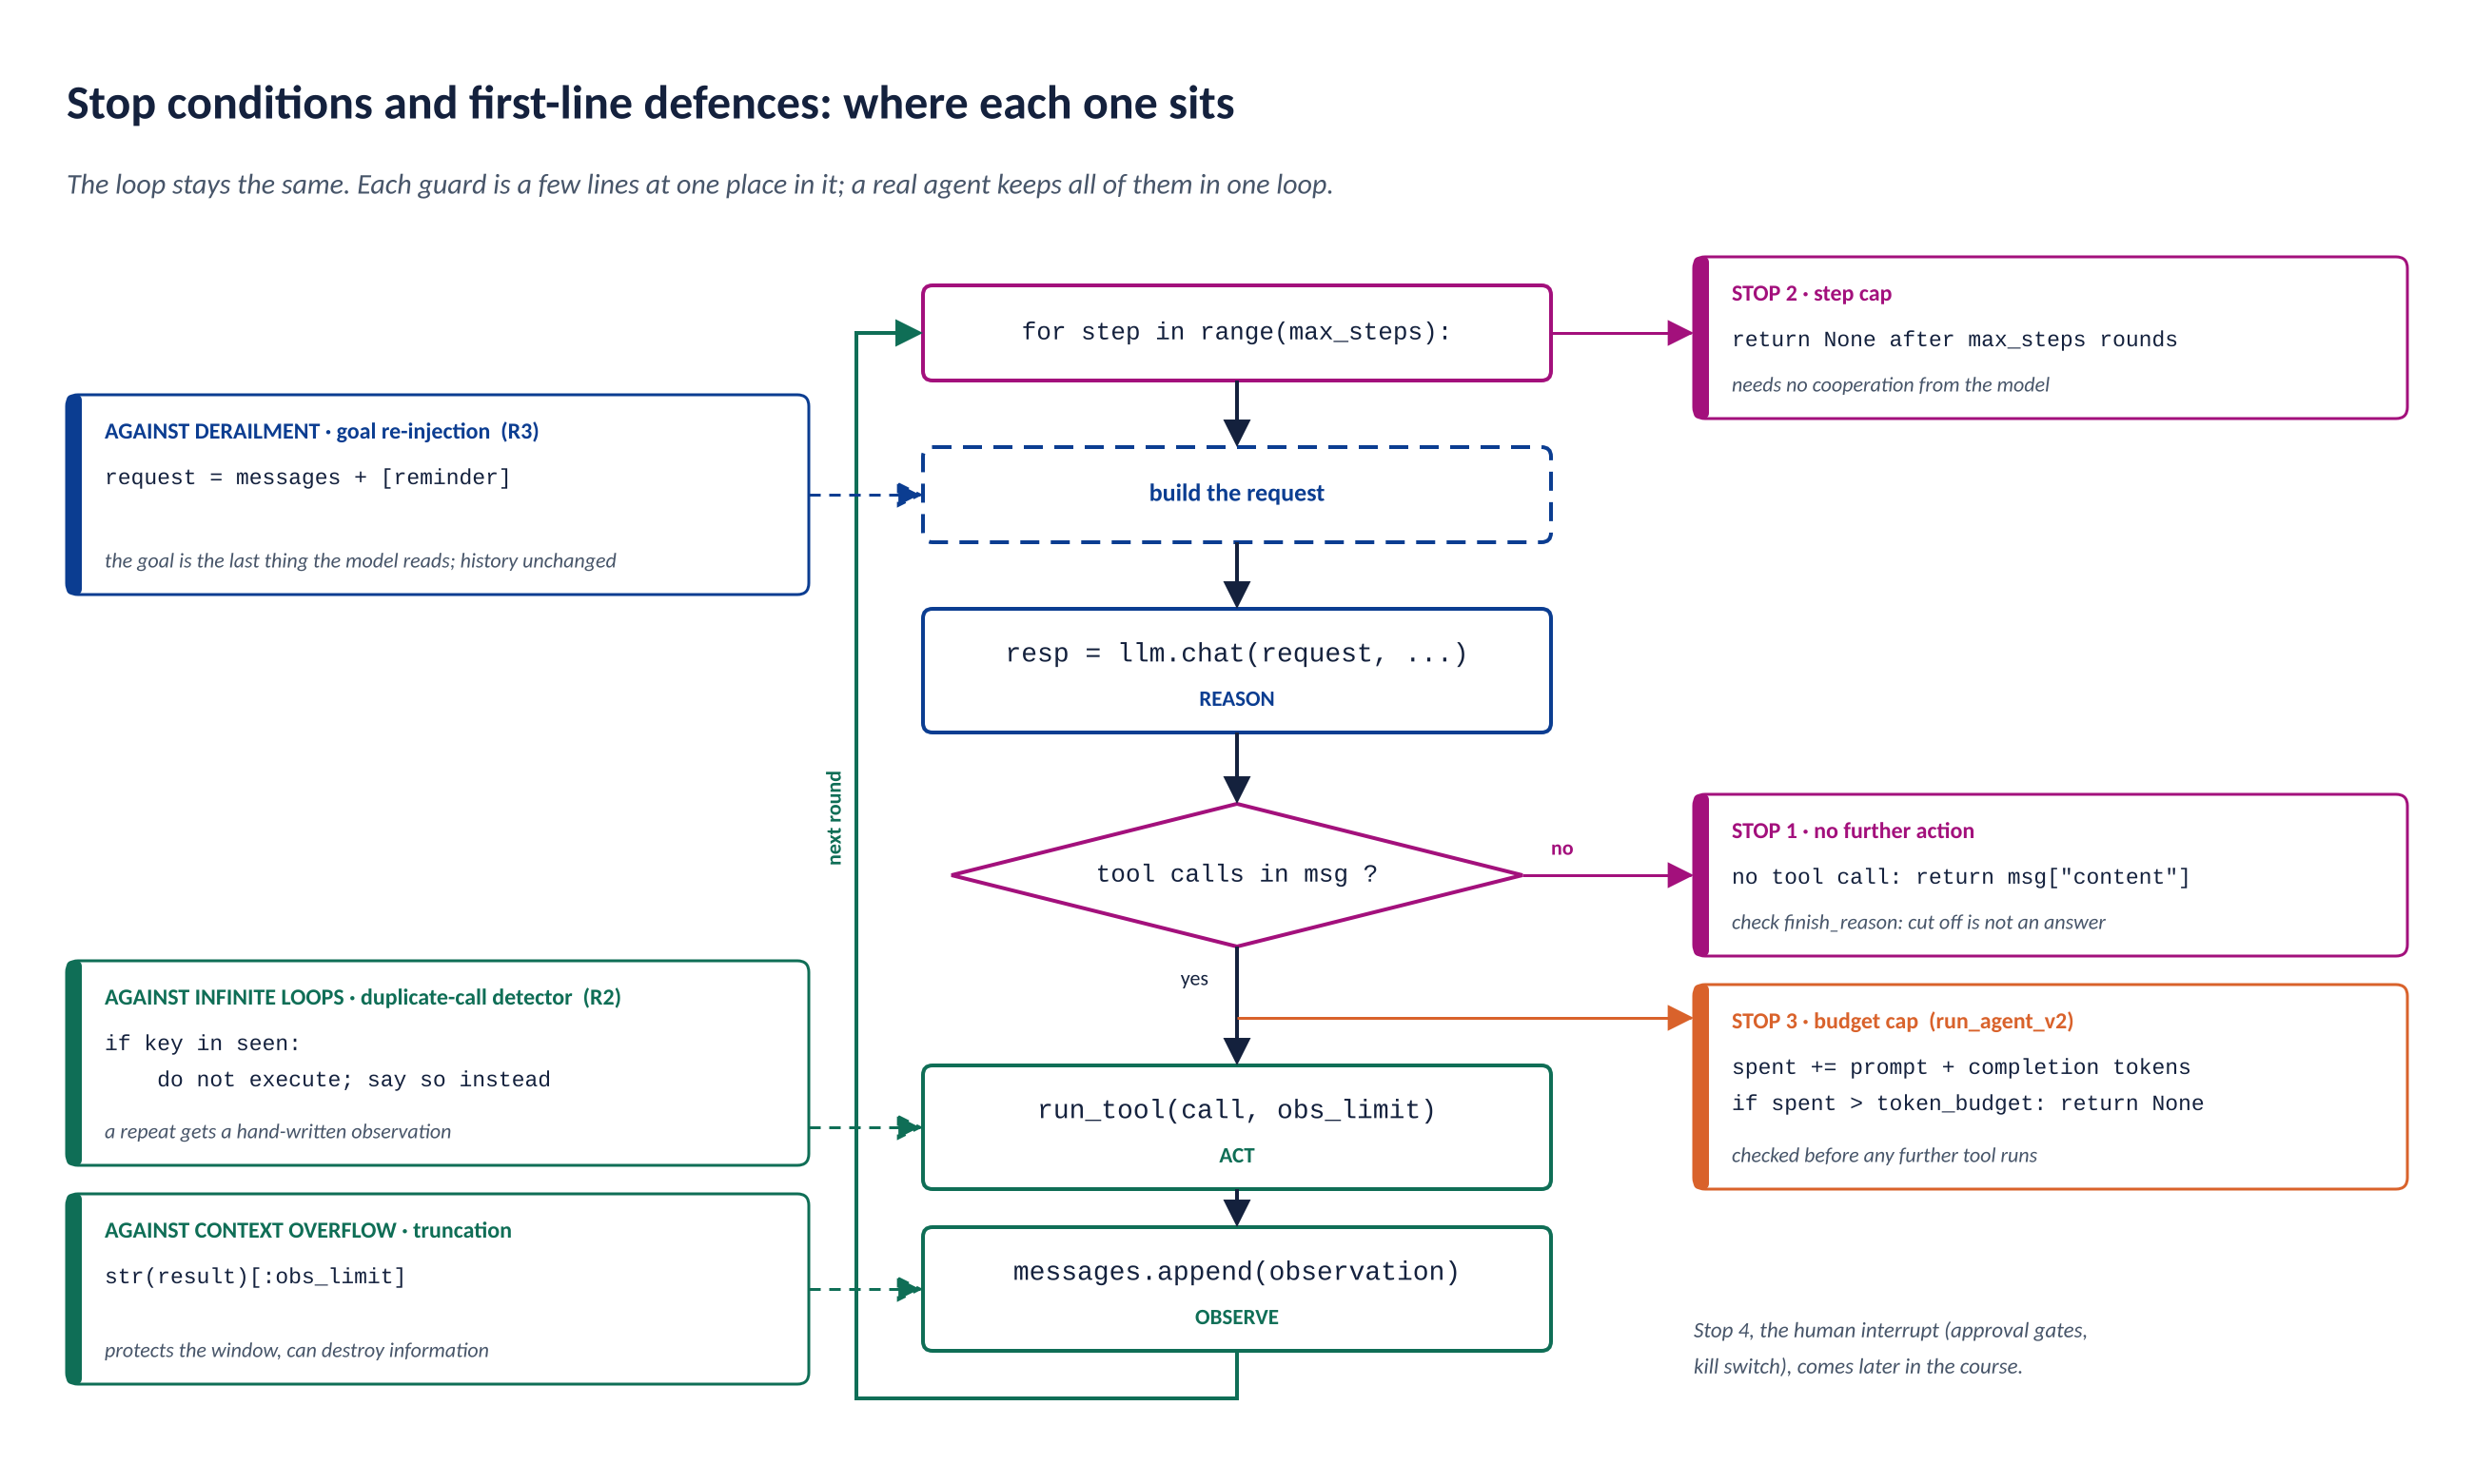 Stop conditions and first-line defences: where each one sits
The loop stays the same. Each guard is a few lines at one place in it; a real agent keeps all of them in one loop.
for step in range(max_steps):
STOP 2 · step cap
return None after max_steps rounds
needs no cooperation from the model
AGAINST DERAILMENT · goal re-injection (R3)
request = messages + [reminder]
the goal is the last thing the model reads; history unchanged
build the request
resp = llm.chat(request, ...)
REASON
next round
tool calls in msg ?
no
STOP 1 · no further action
no tool call: return msg["content"]
check finish_reason: cut off is not an answer
yes
AGAINST INFINITE LOOPS · duplicate-call detector (R2)
if key in seen:
    do not execute; say so instead
a repeat gets a hand-written observation
STOP 3 · budget cap (run_agent_v2)
spent += prompt + completion tokens
if spent > token_budget: return None
checked before any further tool runs
run_tool(call, obs_limit)
ACT
AGAINST CONTEXT OVERFLOW · truncation
str(result)[:obs_limit]
protects the window, can destroy information
messages.append(observation)
OBSERVE
Stop 4, the human interrupt (approval gates,
kill switch), comes later in the course.